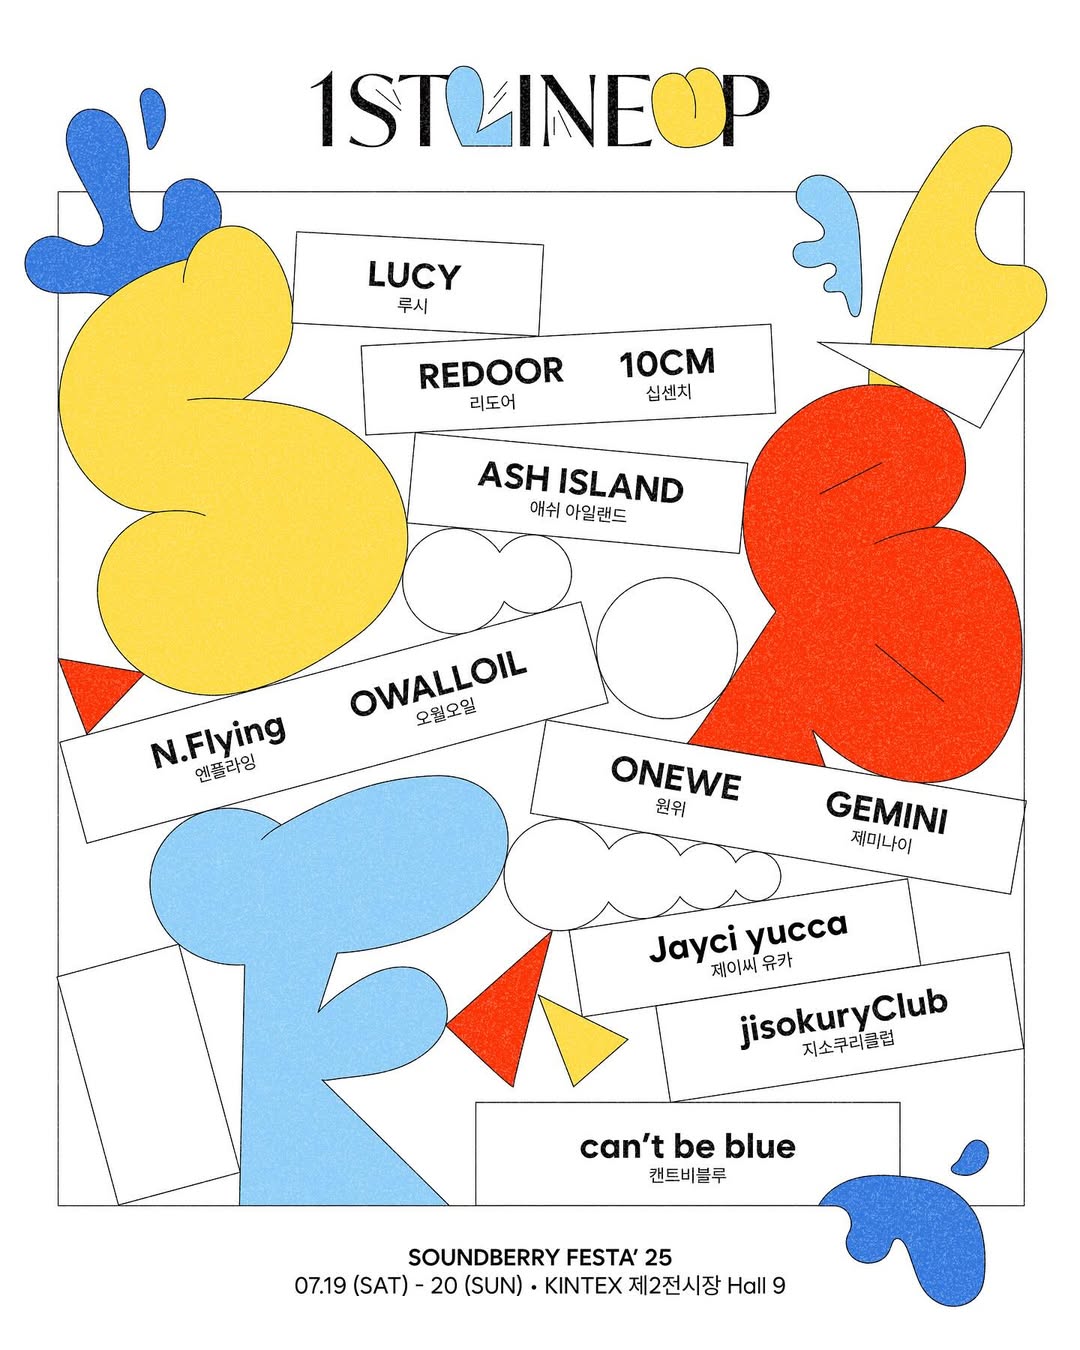 1ST LINE UP
LUCY
루시
REDOOR 10CM
리도어 십센치
ASH ISLAND
애쉬 아일랜드
N.Flying OWALLOIL
엔플라잉 오월오일
ONEWE GEMINI
원위 제미나이
Jayci yucca
제이씨 유카
jisokuryClub
지소쿠리클럽
can't be blue
캔트비블루
SOUNDBERRY FESTA' 25
07.19 (SAT) - 20 (SUN) • KINTEX 제2전시장 Hall 9